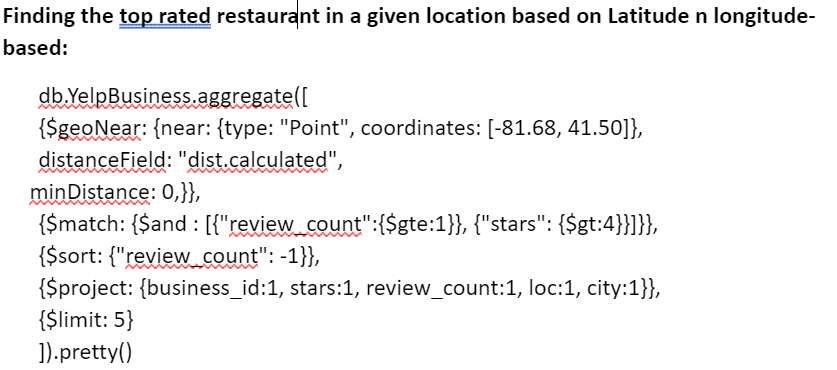 Finding the top rated restaurant in a given location based on Latitude n longitude-
based:
db.YelpBusiness.aggregate([
{$geoNear: {near: {type: "Point", coordinates: [-81.68, 41.50]},
distanceField: "dist.calculated",
minDistance: 0,}},
{$match: {$and : [{"review_count":{$gte:1}}, {"stars": {$gt:4}}]}},
{$sort: {"review_count": -1}},
{$project: {business_id:1, stars:1, review_count:1, loc:1, city:1}},
{$limit: 5}
]).pretty()